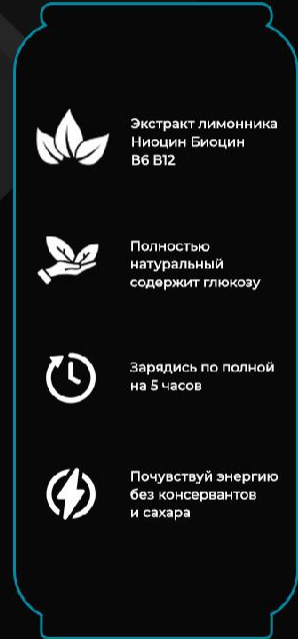 Экстракт лимонника
Ниоцин Биоцин
B6 B12
Полностью
натуральный
содержит глюкозу
Зарядись по полной
на 5 часов
Почувствуй энергию
без консервантов
и сахара